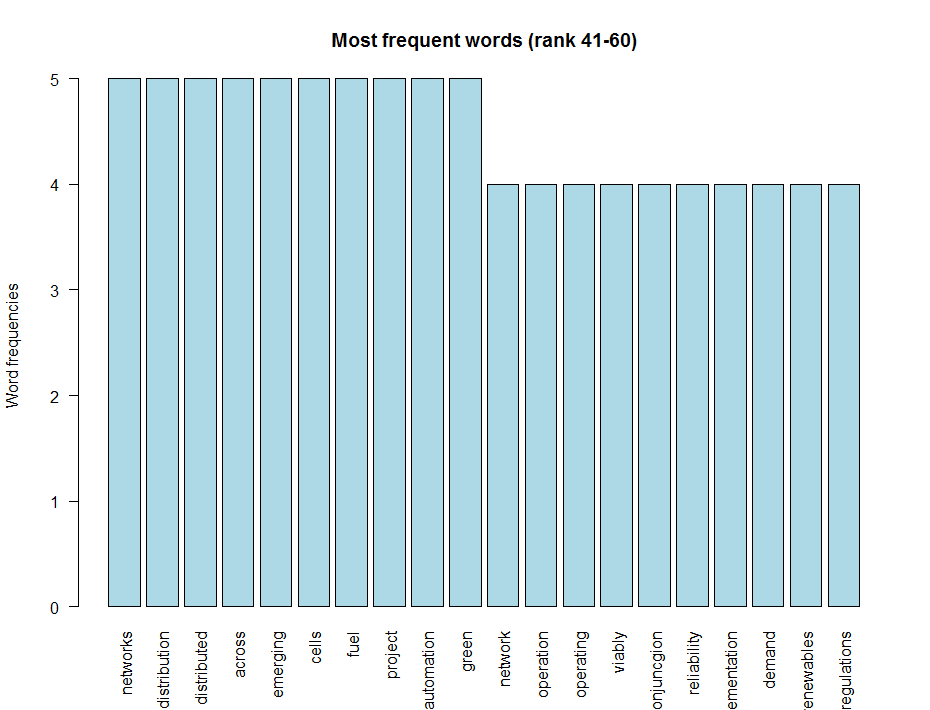 Most frequent words (rank 41-60)
Word frequencies
5
4
3
2
1
0
networks
distribution
distributed
across
emerging
cells
fuel
project
automation
green
network
operation
operating
viably
onjuncgion
reliability
ementation
demand
renewables
regulations